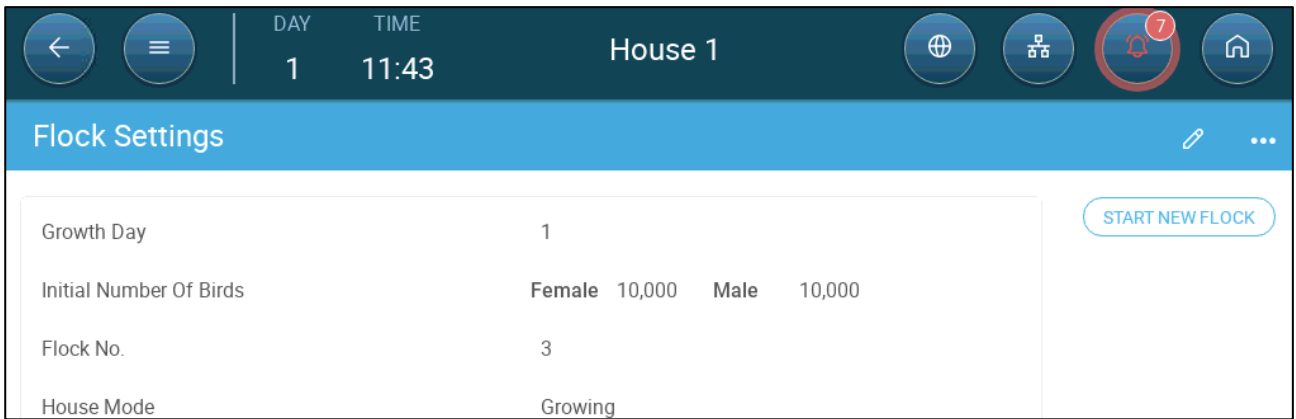 DAY TIME
1 11:43
House 1
7
Flock Settings
START NEW FLOCK
Growth Day 1
Initial Number Of Birds Female 10,000 Male 10,000
Flock No. 3
House Mode Growing